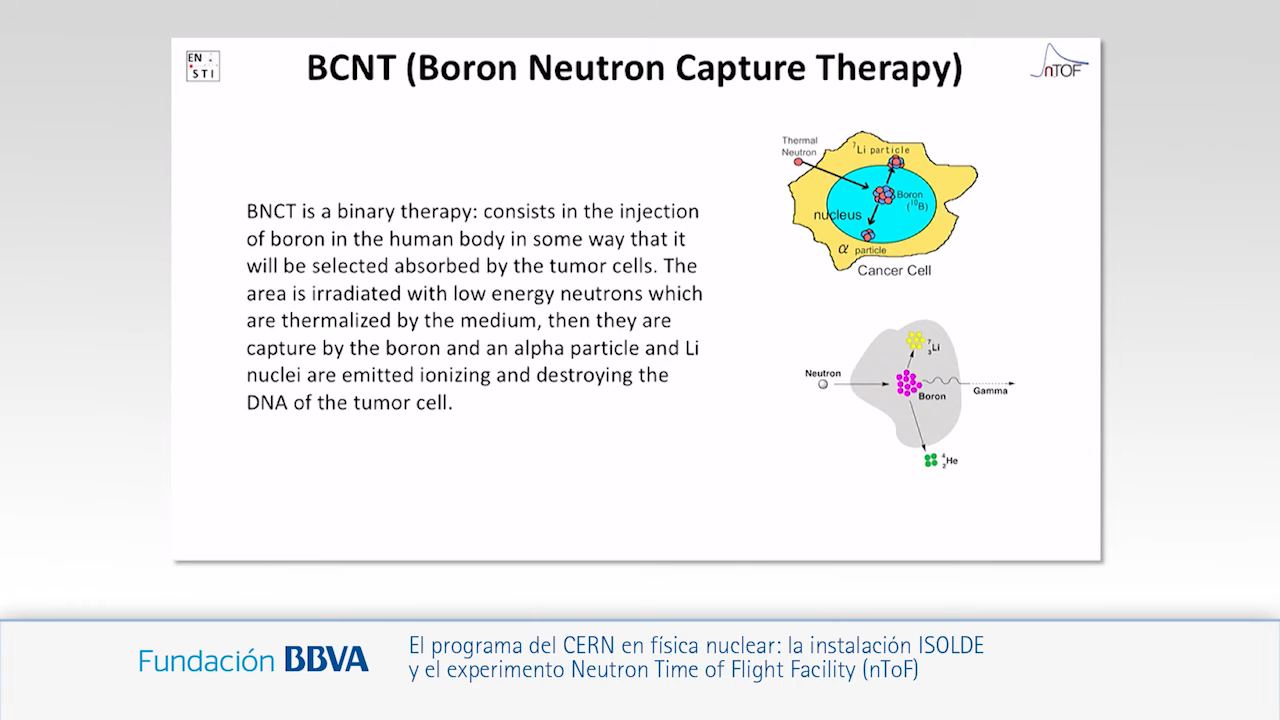 EN
STI
BCNT (Boron Neutron Capture Therapy)
nTOF
BNCT is a binary therapy: consists in the injection
of boron in the human body in some way that it
will be selected absorbed by the tumor cells. The
area is irradiated with low energy neutrons which
are thermalized by the medium, then they are
capture by the boron and an alpha particle and Li
nuclei are emitted ionizing and destroying the
DNA of the tumor cell.
Thermal
Neutron
⁷Li particle
Boron
(¹⁰B)
nucleus
α particle
Cancer Cell
⁷₃Li
Neutron
Boron
Gamma
⁴₂He
Fundación BBVA
El programa del CERN en física nuclear: la instalación ISOLDE
y el experimento Neutron Time of Flight Facility (nToF)